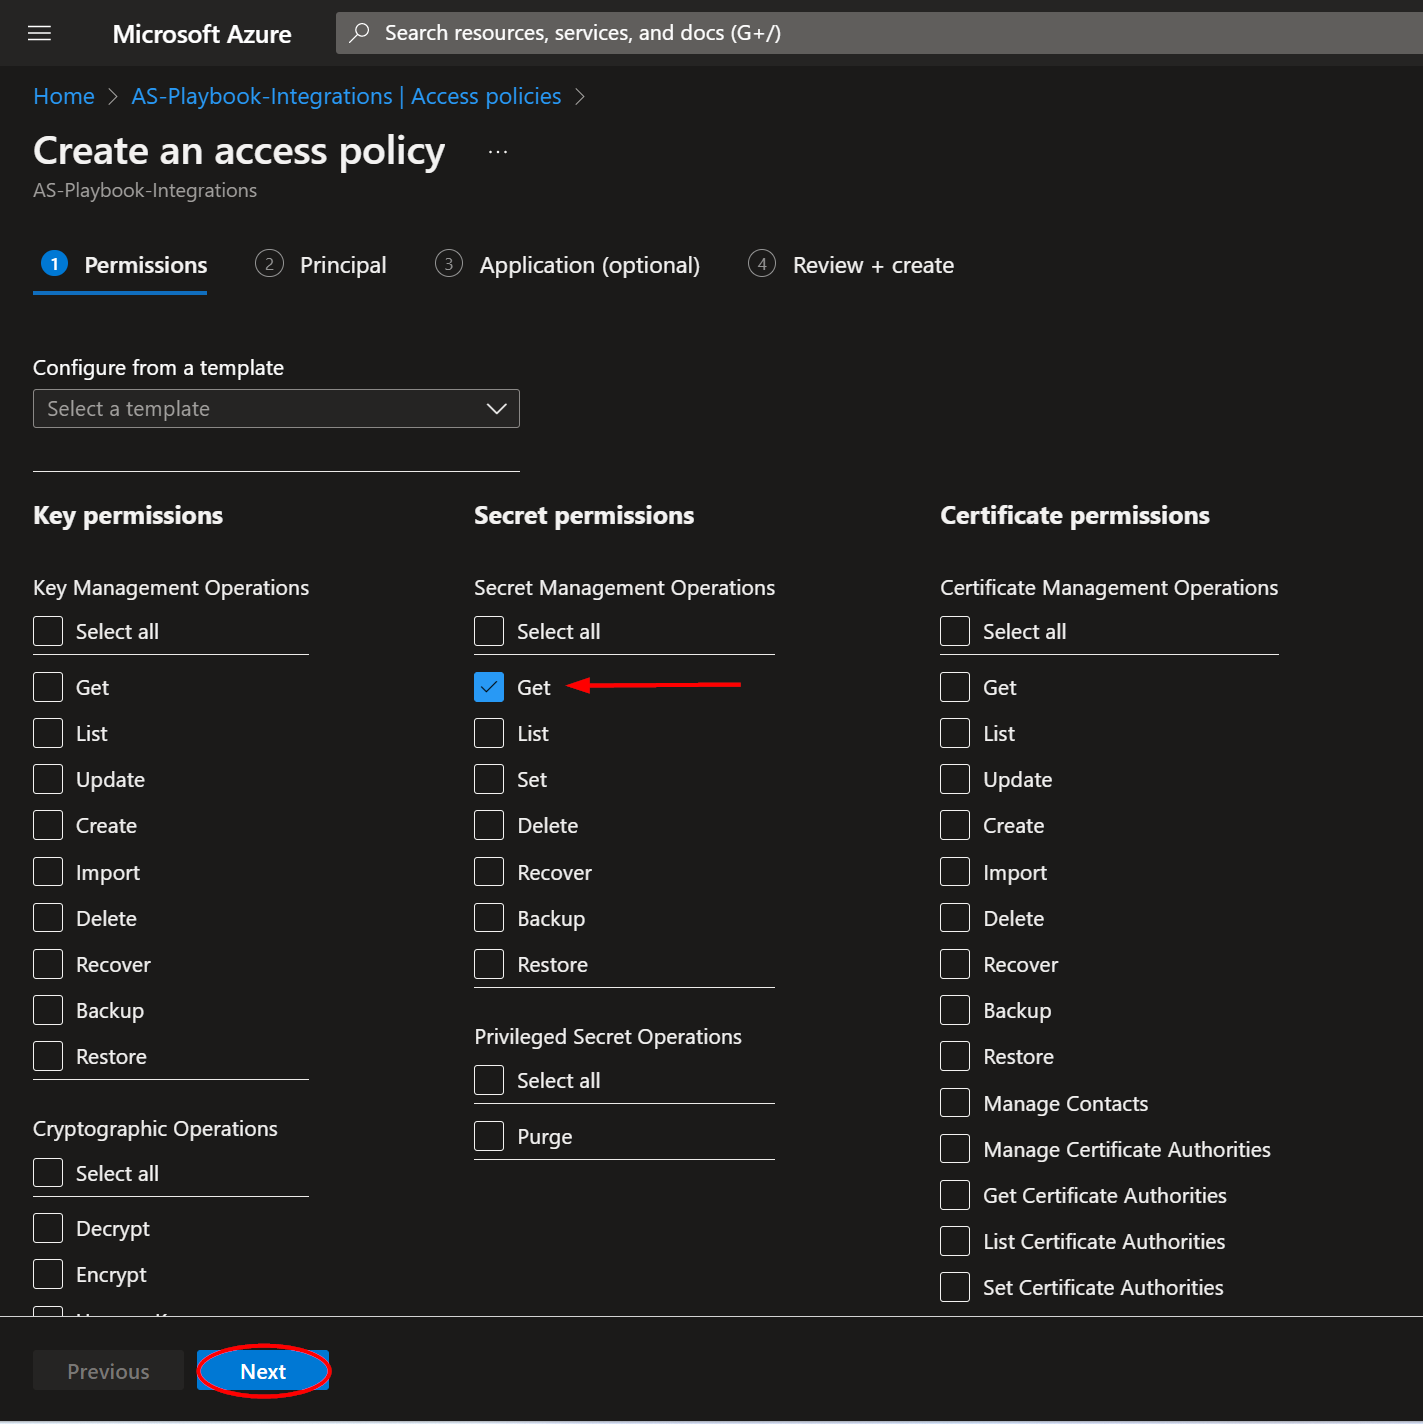 Microsoft Azure
Search resources, services, and docs (G+/)
Home > AS-Playbook-Integrations | Access policies >
Create an access policy ...
AS-Playbook-Integrations
1 Permissions
2 Principal
3 Application (optional)
4 Review + create
Configure from a template
Select a template
Key permissions
Key Management Operations
Select all
Get
List
Update
Create
Import
Delete
Recover
Backup
Restore
Cryptographic Operations
Select all
Decrypt
Encrypt
Secret permissions
Secret Management Operations
Select all
Get
List
Set
Delete
Recover
Backup
Restore
Privileged Secret Operations
Select all
Purge
Certificate permissions
Certificate Management Operations
Select all
Get
List
Update
Create
Import
Delete
Recover
Backup
Restore
Manage Contacts
Manage Certificate Authorities
Get Certificate Authorities
List Certificate Authorities
Set Certificate Authorities
Previous
Next